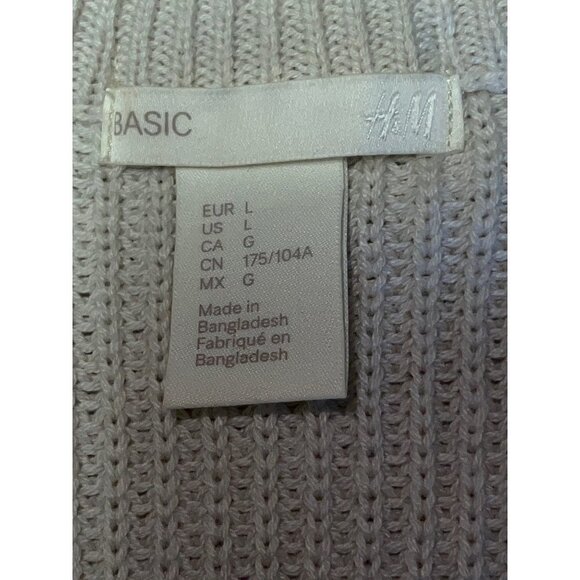 BASIC H&M
EUR L
US L
CA G
CN 175/104A
MX G
Made in
Bangladesh
Fabriqué en
Bangladesh